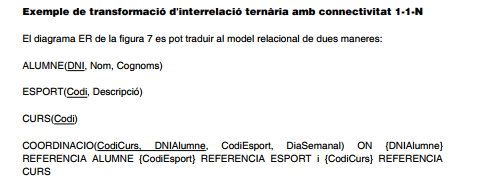 Exemple de transformació d'interrelació ternària amb connectivitat 1-1-N
El diagrama ER de la figura 7 es pot traduir al model relacional de dues maneres:
ALUMNE(DNI, Nom, Cognoms)
ESPORT(Codi, Descripció)
CURS(Codi)
COORDINACIO(CodiCurs, DNIAlumne, CodiEsport, DiaSemanal) ON {DNIAlumne}
REFERENCIA ALUMNE {CodiEsport} REFERENCIA ESPORT i {CodiCurs} REFERENCIA
CURS